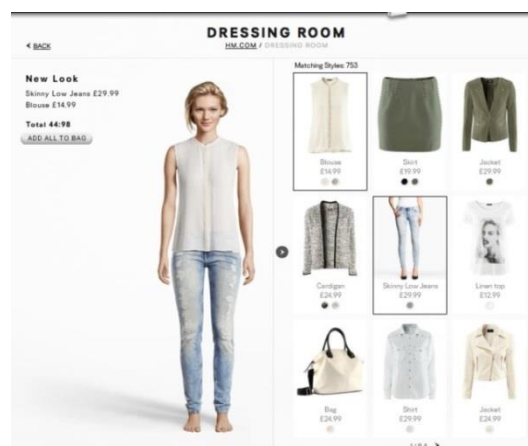 DRESSING ROOM
< BACK
HM.COM / DRESSING ROOM
New Look
Skinny Low Jeans £29.99
Blouse £14.99
Total 44:98
ADD ALL TO BAG
Matching Styles: 753
Blouse
£14.99
Skirt
£19.99
Jacket
£29.99
Cardigan
£24.99
Skinny Low Jeans
£29.99
Linen top
£12.99
Bag
£24.99
Shirt
£29.99
Jacket
£24.99